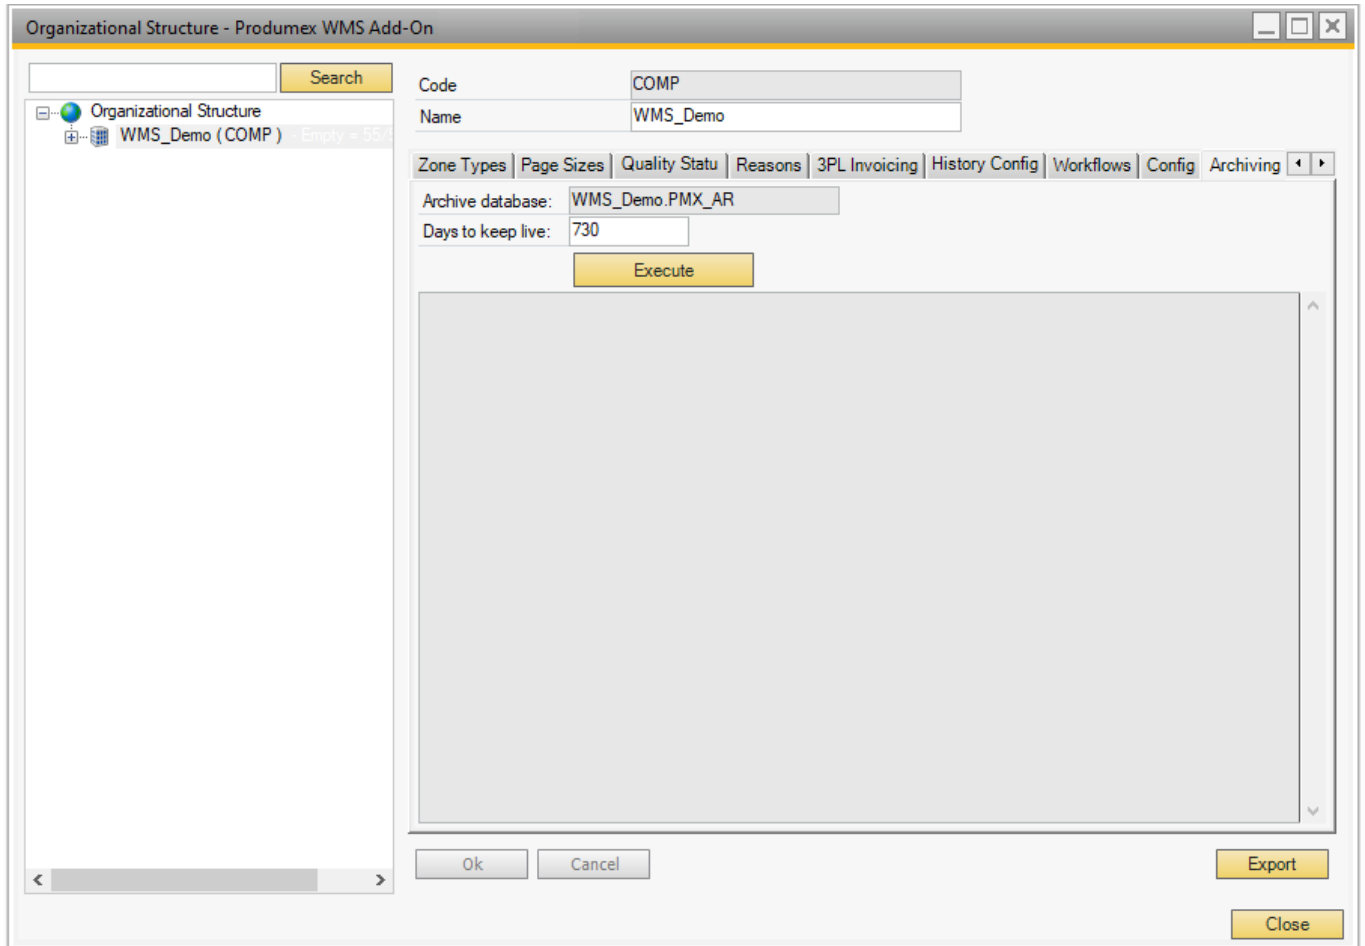 Organizational Structure - Produmex WMS Add-On
Search
Organizational Structure
WMS_Demo ( COMP ) - Empty = 55/
Code COMP
Name WMS_Demo
Zone Types Page Sizes Quality Statu Reasons 3PL Invoicing History Config Workflows Config Archiving
Archive database: WMS_Demo.PMX_AR
Days to keep live: 730
Execute
Ok Cancel Export
Close